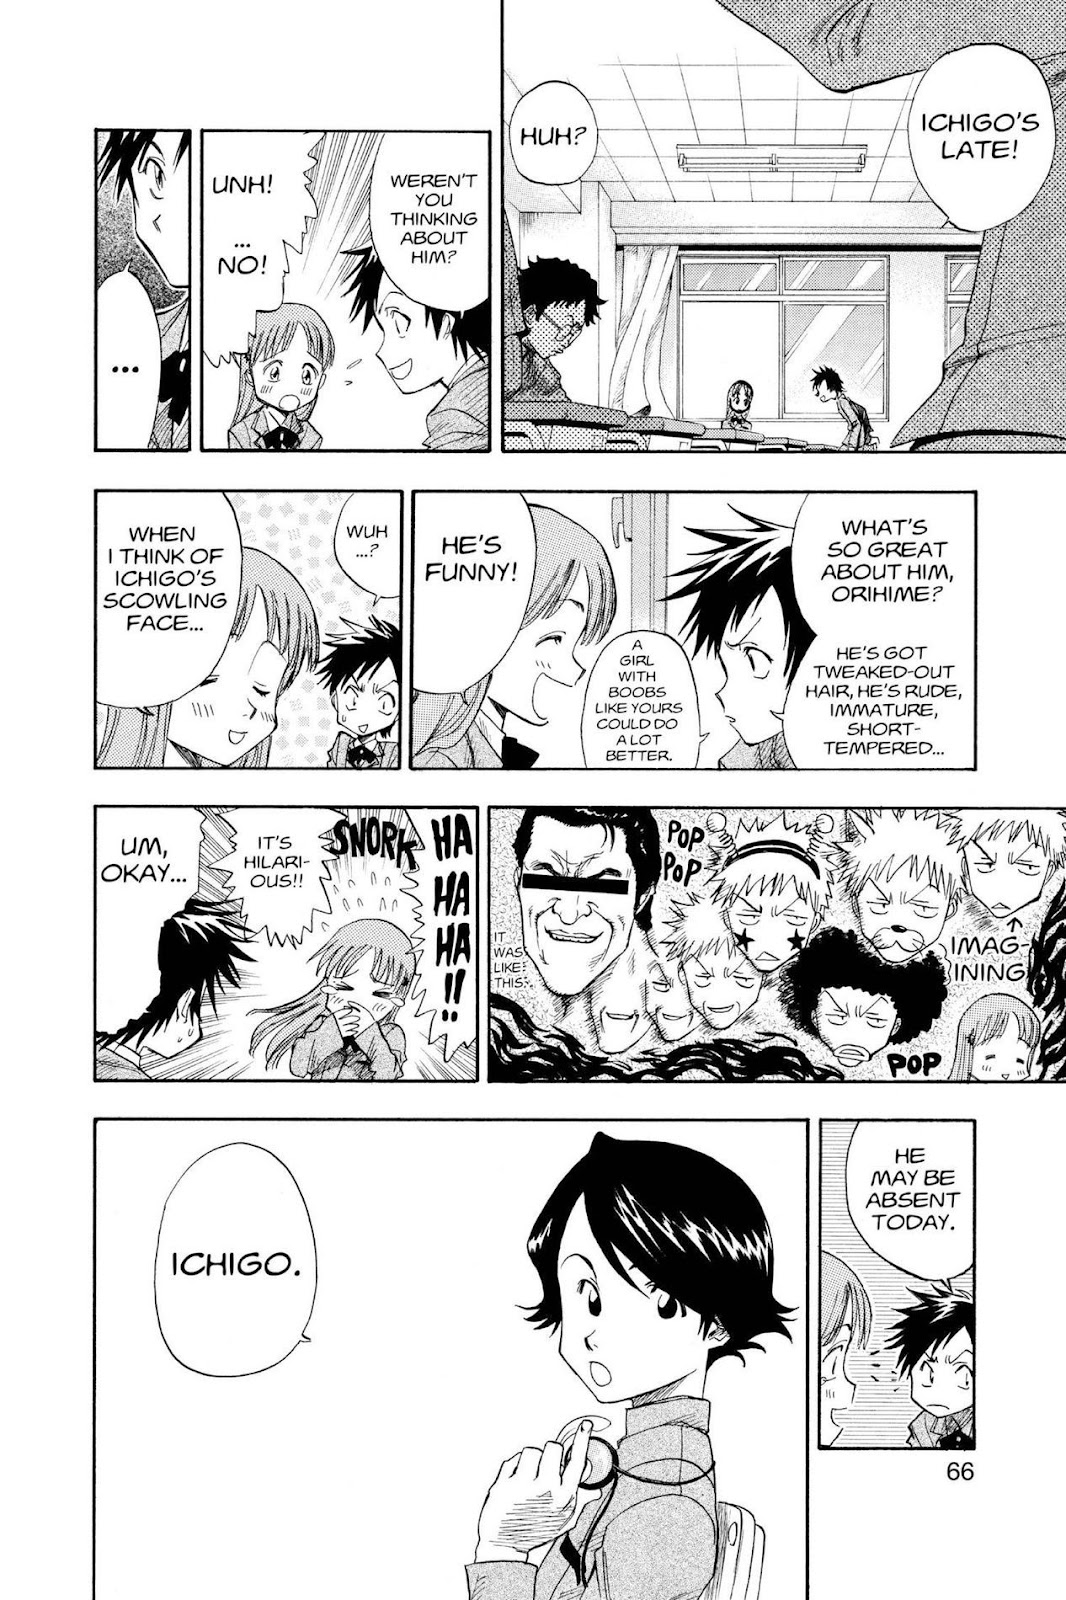 ICHIGO'S
LATE!
HUH?
WEREN'T
YOU
THINKING
ABOUT
HIM?
UNH!
...
NO!
...
WHAT'S
SO GREAT
ABOUT HIM,
ORIHIME?
HE'S GOT
TWEAKED-OUT
HAIR, HE'S RUDE,
IMMATURE,
SHORT-
TEMPERED...
A
GIRL
WITH
BOOBS
LIKE YOURS
COULD DO
A LOT
BETTER.
HE'S
FUNNY!
WUH
...?
WHEN
I THINK OF
ICHIGO'S
SCOWLING
FACE...
IMAG-
INING
POP
POP
POP
IT
WAS
LIKE
THIS:
HA
HA
HA
HA!!
SNORK
IT'S
HILARI-
OUS!!
UM,
OKAY...
HE
MAY BE
ABSENT
TODAY.
ICHIGO.
66